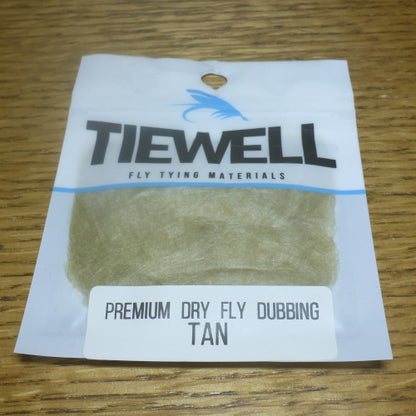 TIEWELL
FLY TYING MATERIALS
PREMIUM DRY FLY DUBBING
TAN